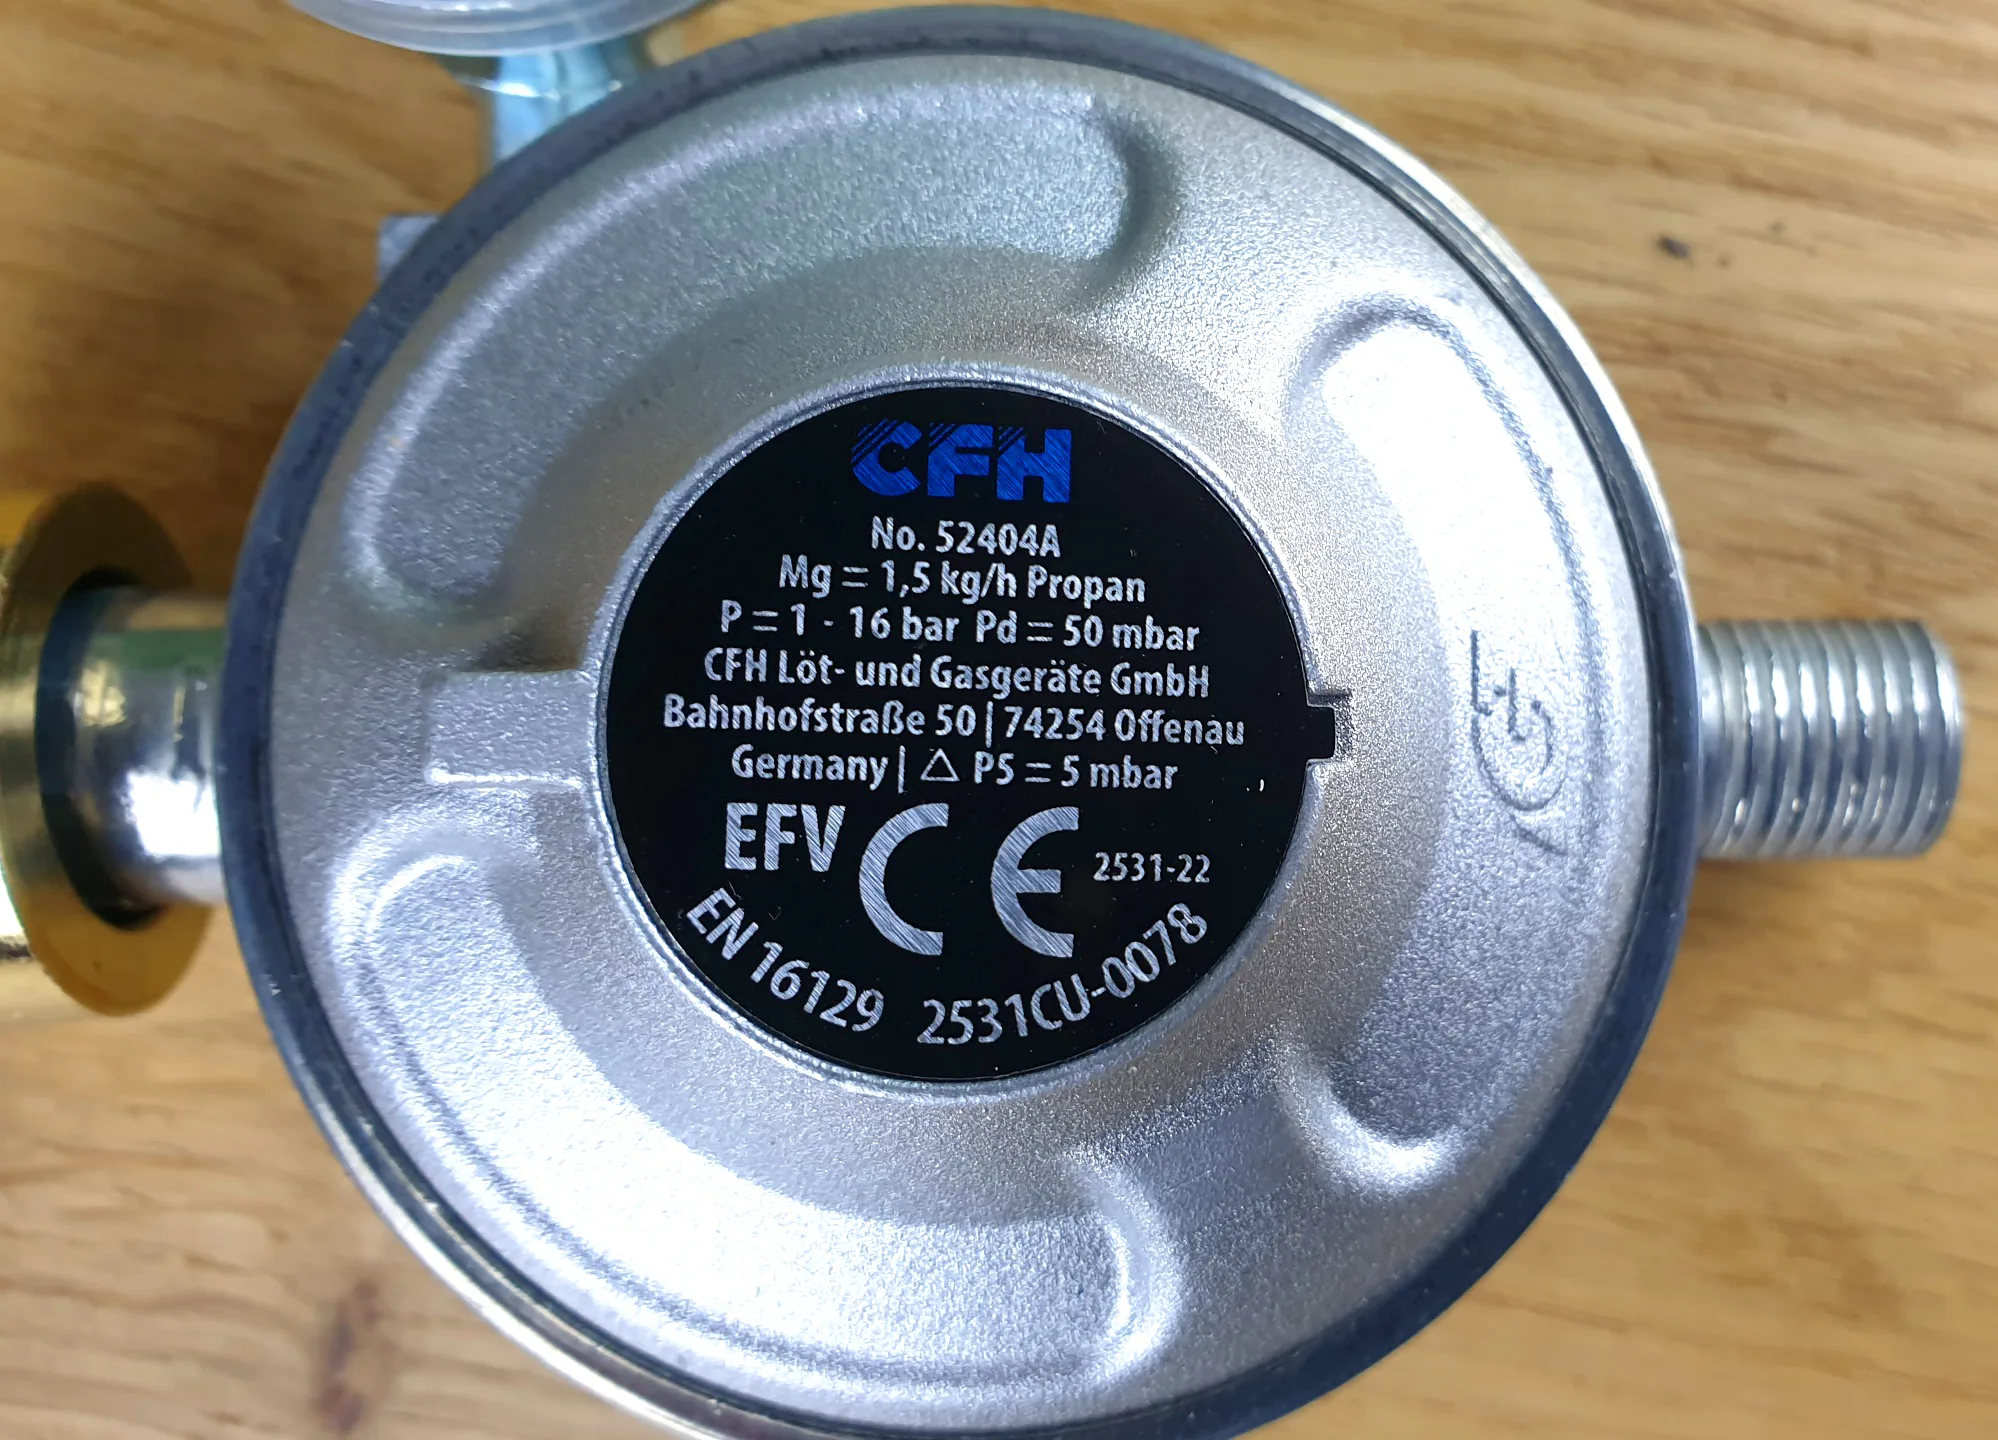 CFH
No. 52404A
Mg = 1,5 kg/h Propan
P = 1 - 16 bar Pd = 50 mbar
CFH Löt- und Gasgeräte GmbH
Bahnhofstraße 50 | 74254 Offenau
Germany | △ P5 = 5 mbar
EFV CE 2531-22
EN 16129 2531CU-0078